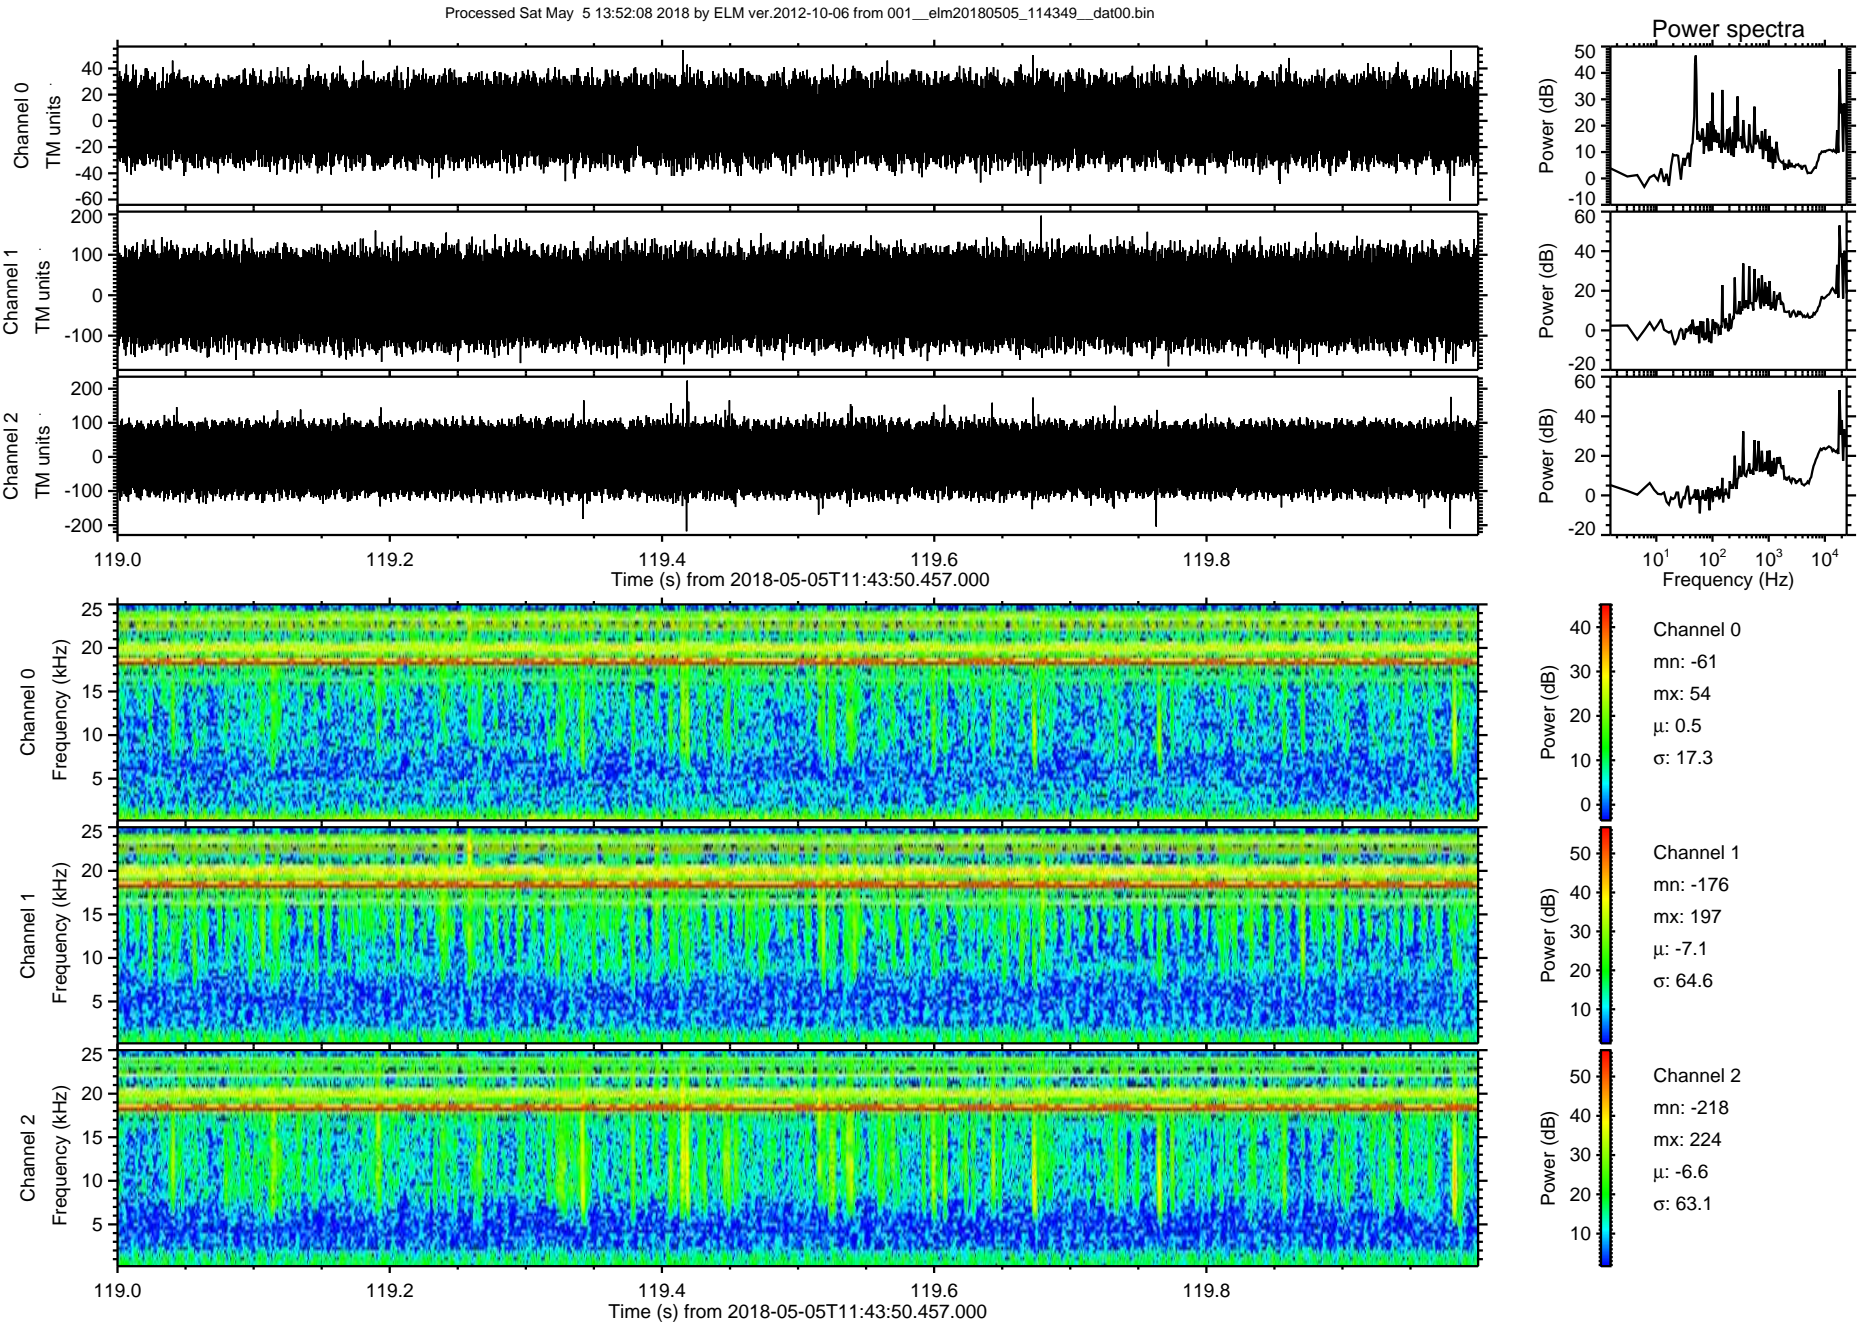 Processed Sat May  5 13:52:08 2018 by ELM ver.2012-10-06 from 001__elm20180505_114349__dat00.bin
Power spectra
Channel 0
TM units
40
20
0
-20
-40
-60
Power (dB)
50
40
30
20
10
0
-10
Channel 1
TM units
200
100
0
-100
Power (dB)
60
40
20
0
-20
Channel 2
TM units
200
100
0
-100
-200
Power (dB)
60
40
20
0
-20
119.0 119.2 119.4 119.6 119.8
Time (s) from 2018-05-05T11:43:50.457.000
10¹ 10² 10³ 10⁴
Frequency (Hz)
Channel 0
Frequency (kHz)
25
20
15
10
5
Power (dB)
40
30
20
10
0
Channel 0
mn: -61
mx: 54
μ: 0.5
σ: 17.3
Channel 1
Frequency (kHz)
25
20
15
10
5
Power (dB)
50
40
30
20
10
Channel 1
mn: -176
mx: 197
μ: -7.1
σ: 64.6
Channel 2
Frequency (kHz)
25
20
15
10
5
Power (dB)
50
40
30
20
10
Channel 2
mn: -218
mx: 224
μ: -6.6
σ: 63.1
119.0 119.2 119.4 119.6 119.8
Time (s) from 2018-05-05T11:43:50.457.000